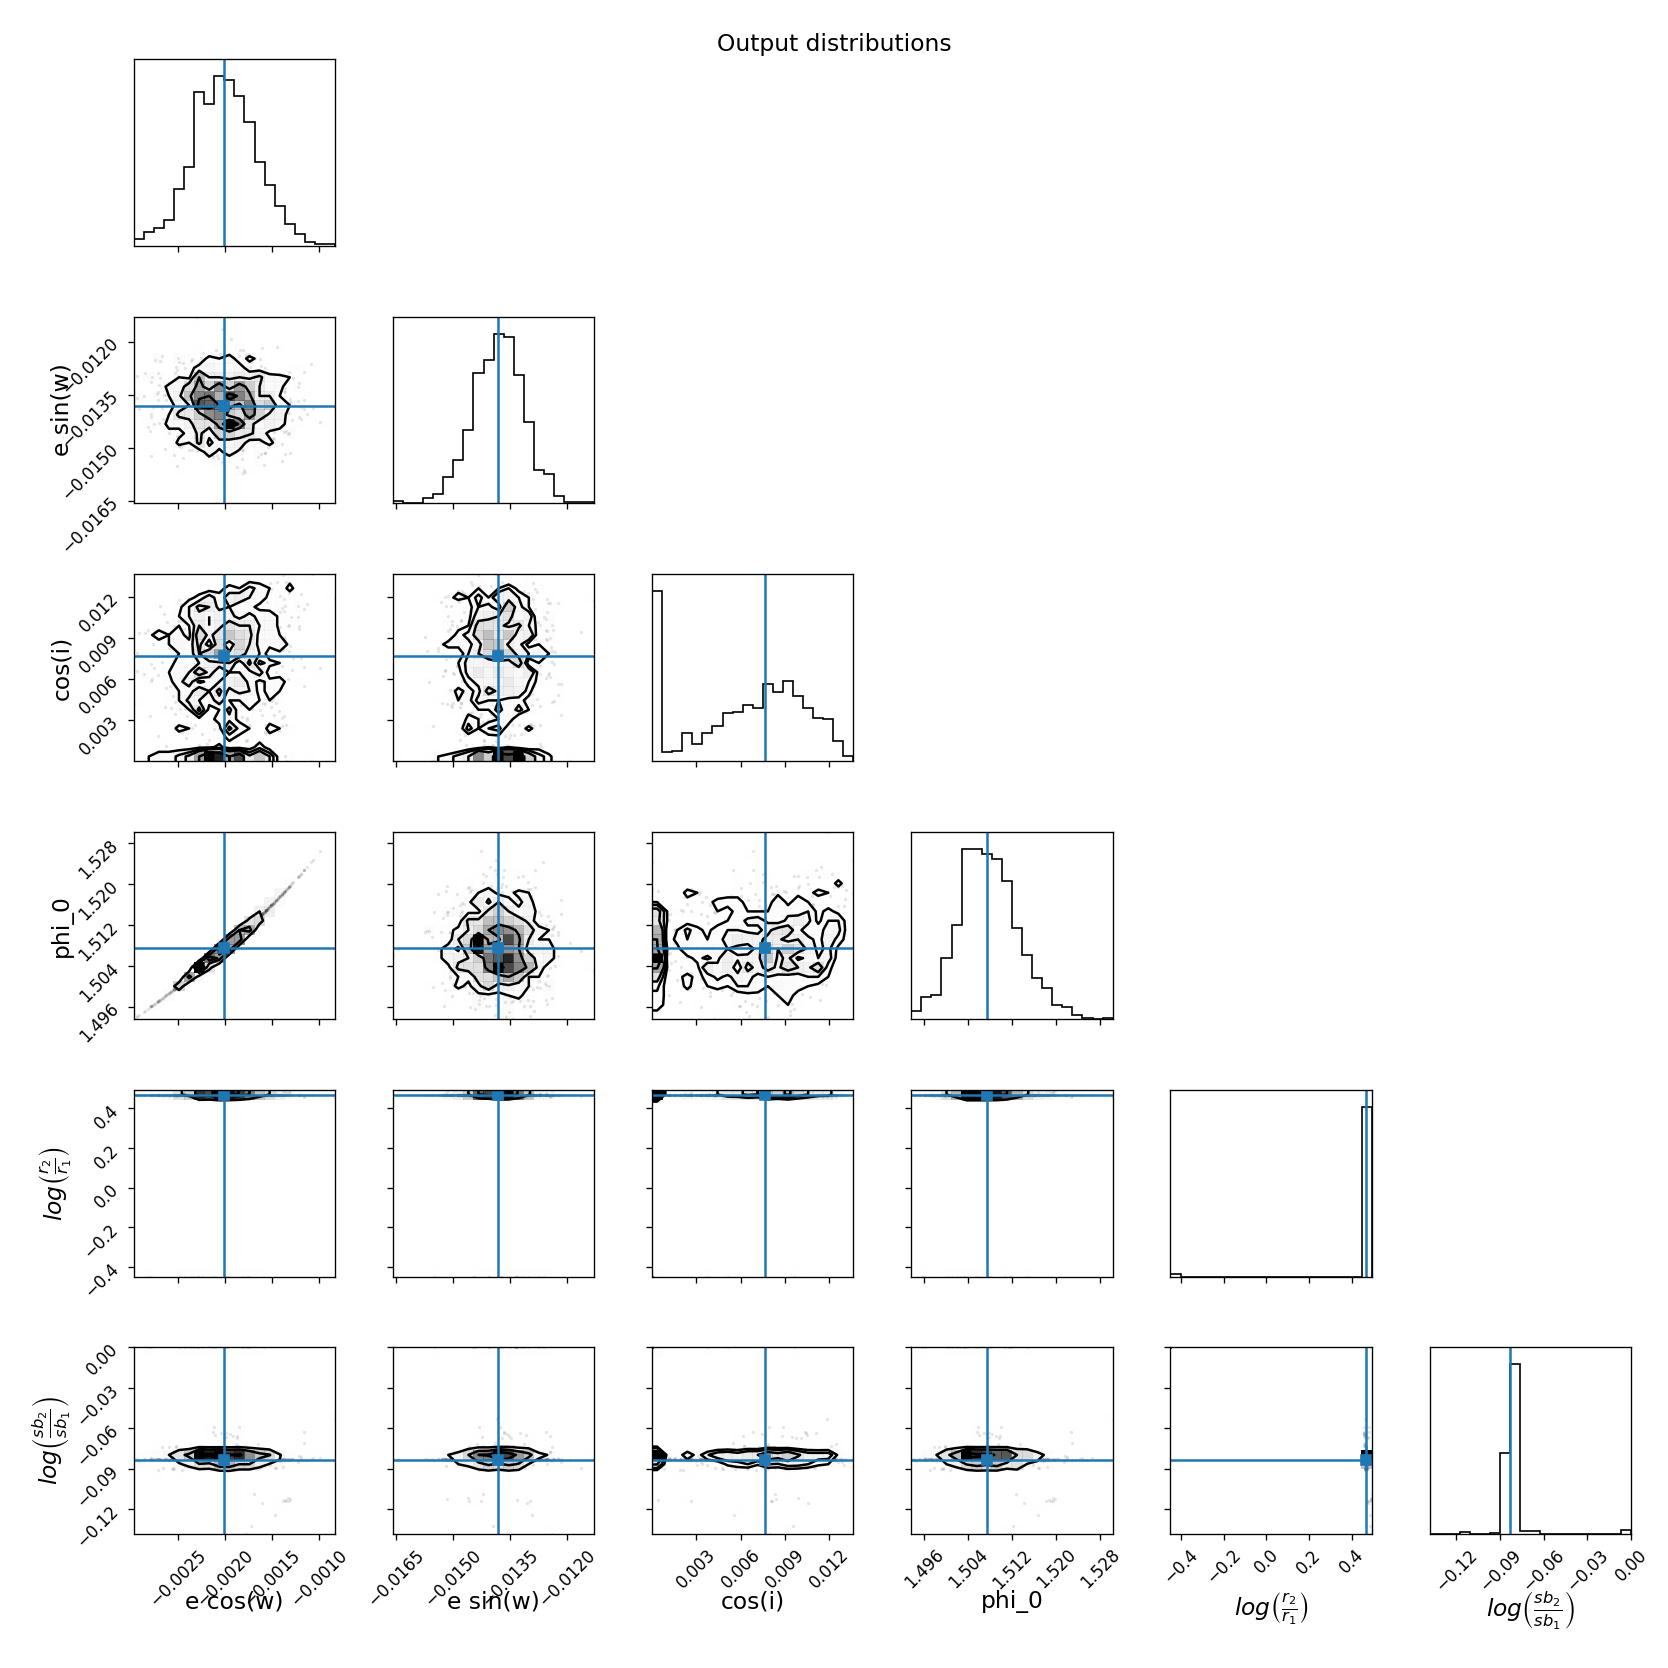 Output distributions
e sin(w)
−0.0120
−0.0135
−0.0150
−0.0165
cos(i)
0.012
0.009
0.006
0.003
phi_0
1.528
1.520
1.512
1.504
1.496
log(r₂/r₁)
0.4
0.2
0.0
−0.2
−0.4
log(sb₂/sb₁)
0.00
−0.03
−0.06
−0.09
−0.12
−0.0025 −0.0020 −0.0015 −0.0010
e cos(w)
−0.0165 −0.0150 −0.0135 −0.0120
e sin(w)
0.003 0.006 0.009 0.012
cos(i)
1.496 1.504 1.512 1.520 1.528
phi_0
−0.4 −0.2 0.0 0.2 0.4
log(r₂/r₁)
−0.12 −0.09 −0.06 −0.03 0.00
log(sb₂/sb₁)